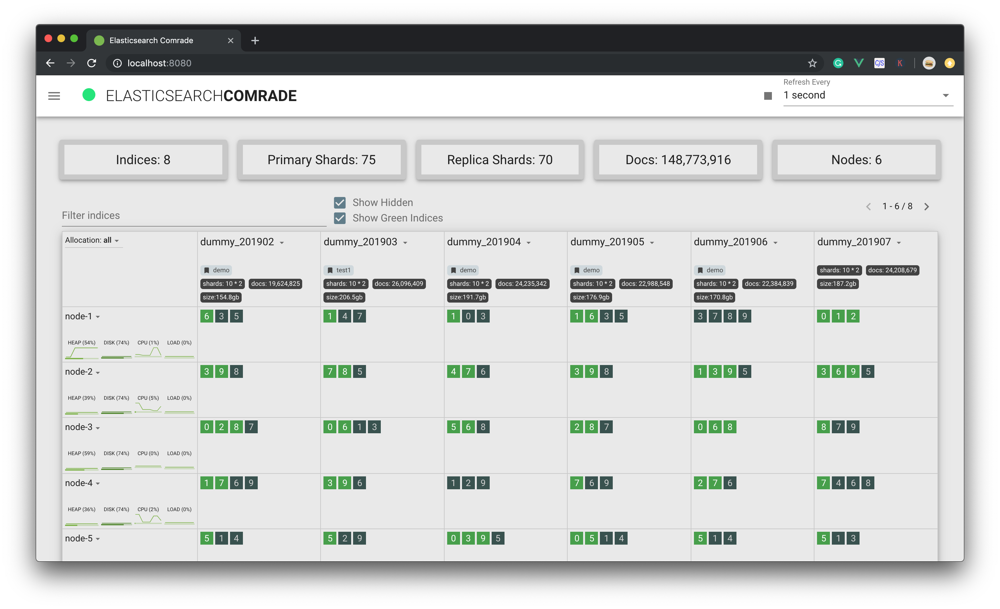 Elasticsearch Comrade
localhost:8080
C/S
K
ELASTICSEARCHCOMRADE
Refresh Every
1 second
Indices: 8
Primary Shards: 75
Replica Shards: 70
Docs: 148,773,916
Nodes: 6
Filter indices
Show Hidden
Show Green Indices
1 - 6 / 8
Allocation: all
dummy_201902
dummy_201903
dummy_201904
dummy_201905
dummy_201906
dummy_201907
demo
test1
demo
demo
demo
shards: 10 * 2 docs: 24,208,679
shards: 10 * 2 docs: 19,624,825
shards: 10 * 2 docs: 26,096,409
shards: 10 * 2 docs: 24,235,342
shards: 10 * 2 docs: 22,988,548
shards: 10 * 2 docs: 22,384,839
size:187.2gb
size:154.8gb
size:206.5gb
size:191.7gb
size:176.9gb
size:170.8gb
node-1
6 3 5
1 4 7
1 0 3
1 6 3 5
3 7 8 9
0 1 2
HEAP (54%) DISK (74%) CPU (1%) LOAD (0%)
node-2
3 9 8
7 8 5
4 7 6
3 9 8
1 3 9 5
3 6 9 5
HEAP (39%) DISK (74%) CPU (5%) LOAD (0%)
node-3
0 2 8 7
0 6 1 3
5 6 8
2 8 7
0 6 8
8 7 9
HEAP (59%) DISK (74%) CPU (0%) LOAD (0%)
node-4
1 7 6 9
3 9 6
1 2 9
7 6 9
2 7 6
7 4 6 8
HEAP (36%) DISK (74%) CPU (2%) LOAD (0%)
node-5
5 1 4
5 2 9
0 3 9 5
0 5 1 4
5 1 4
5 1 3